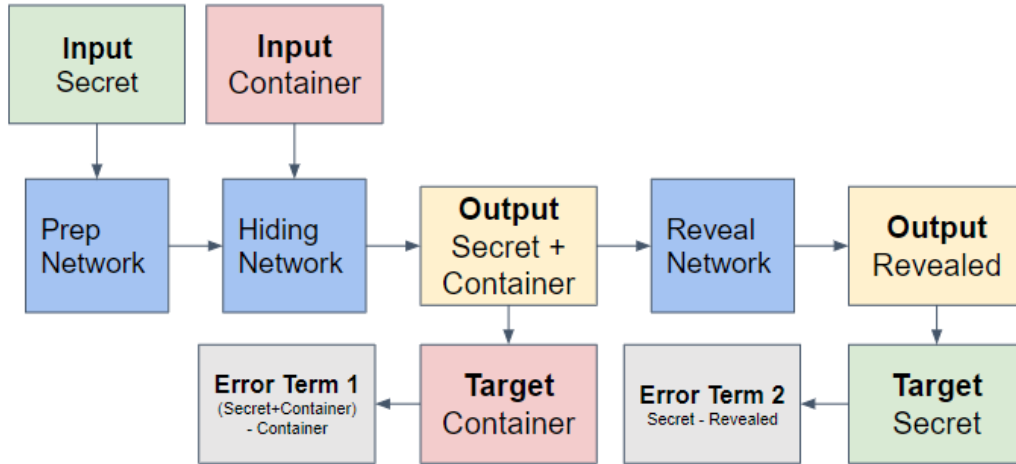 Input
Secret
Input
Container
Prep
Network
Hiding
Network
Output
Secret +
Container
Reveal
Network
Output
Revealed
Error Term 1
(Secret+Container)
- Container
Target
Container
Error Term 2
Secret - Revealed
Target
Secret